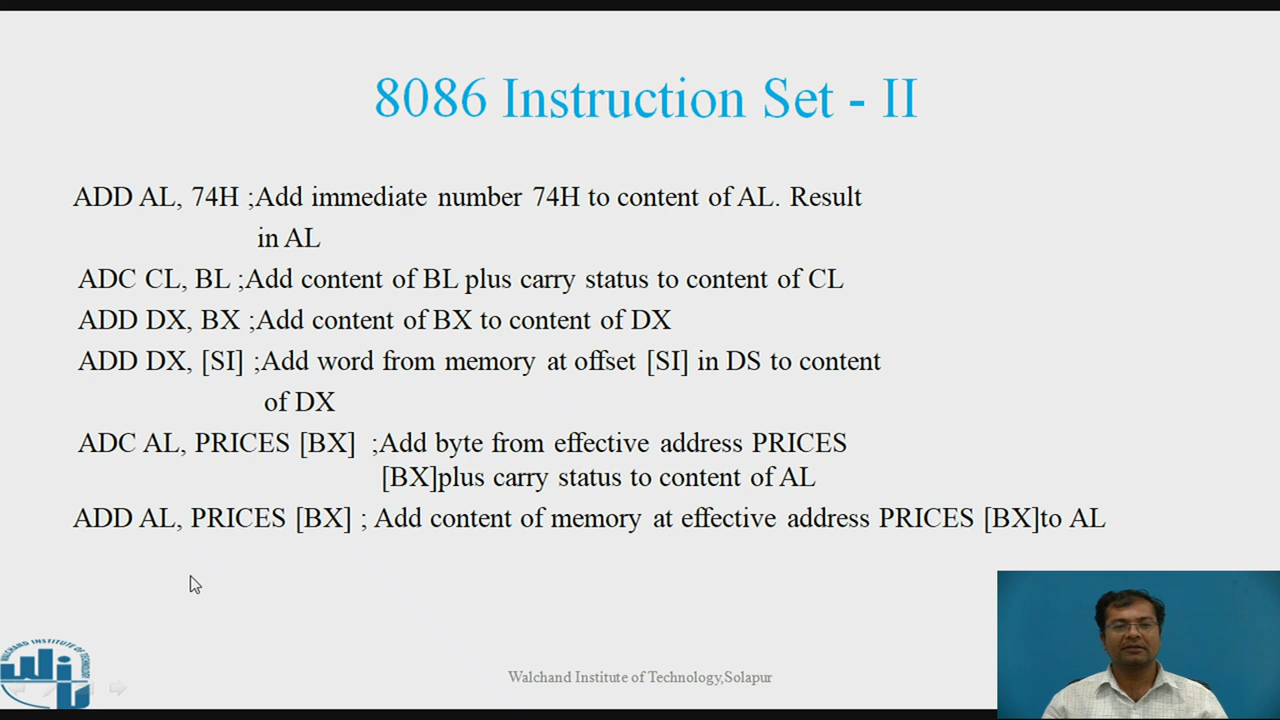 8086 Instruction Set - II
ADD AL, 74H ;Add immediate number 74H to content of AL. Result
in AL
ADC CL, BL ;Add content of BL plus carry status to content of CL
ADD DX, BX ;Add content of BX to content of DX
ADD DX, [SI] ;Add word from memory at offset [SI] in DS to content
of DX
ADC AL, PRICES [BX] ;Add byte from effective address PRICES
[BX]plus carry status to content of AL
ADD AL, PRICES [BX] ; Add content of memory at effective address PRICES [BX]to AL
WALCHAND INSTITUTE OF TECHNOLOGY
WIT
Walchand Institute of Technology,Solapur